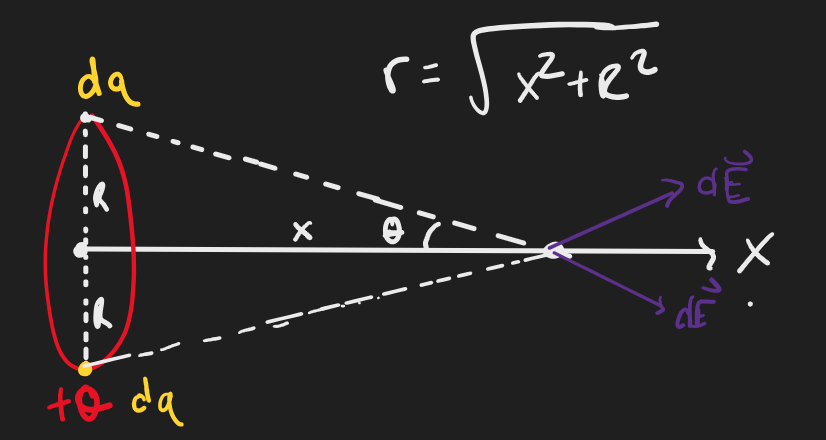 r = √x² + R²
dq
dE⃗
R
x
θ
X
R
dE⃗
+Q
dq